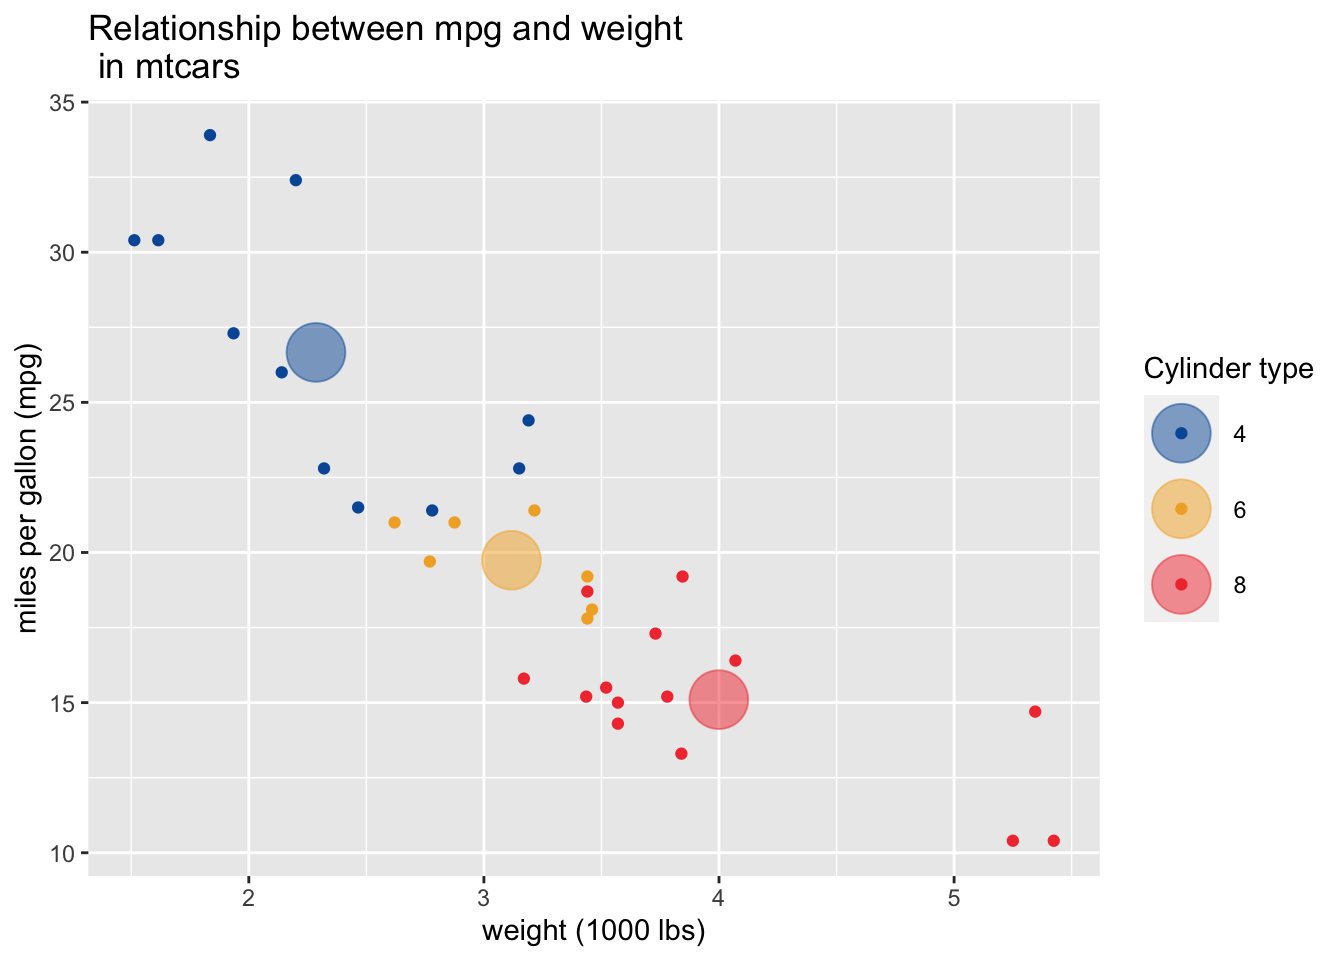 Relationship between mpg and weight
in mtcars
35
30
25
20
15
10
miles per gallon (mpg)
2 3 4 5
weight (1000 lbs)
Cylinder type
4
6
8